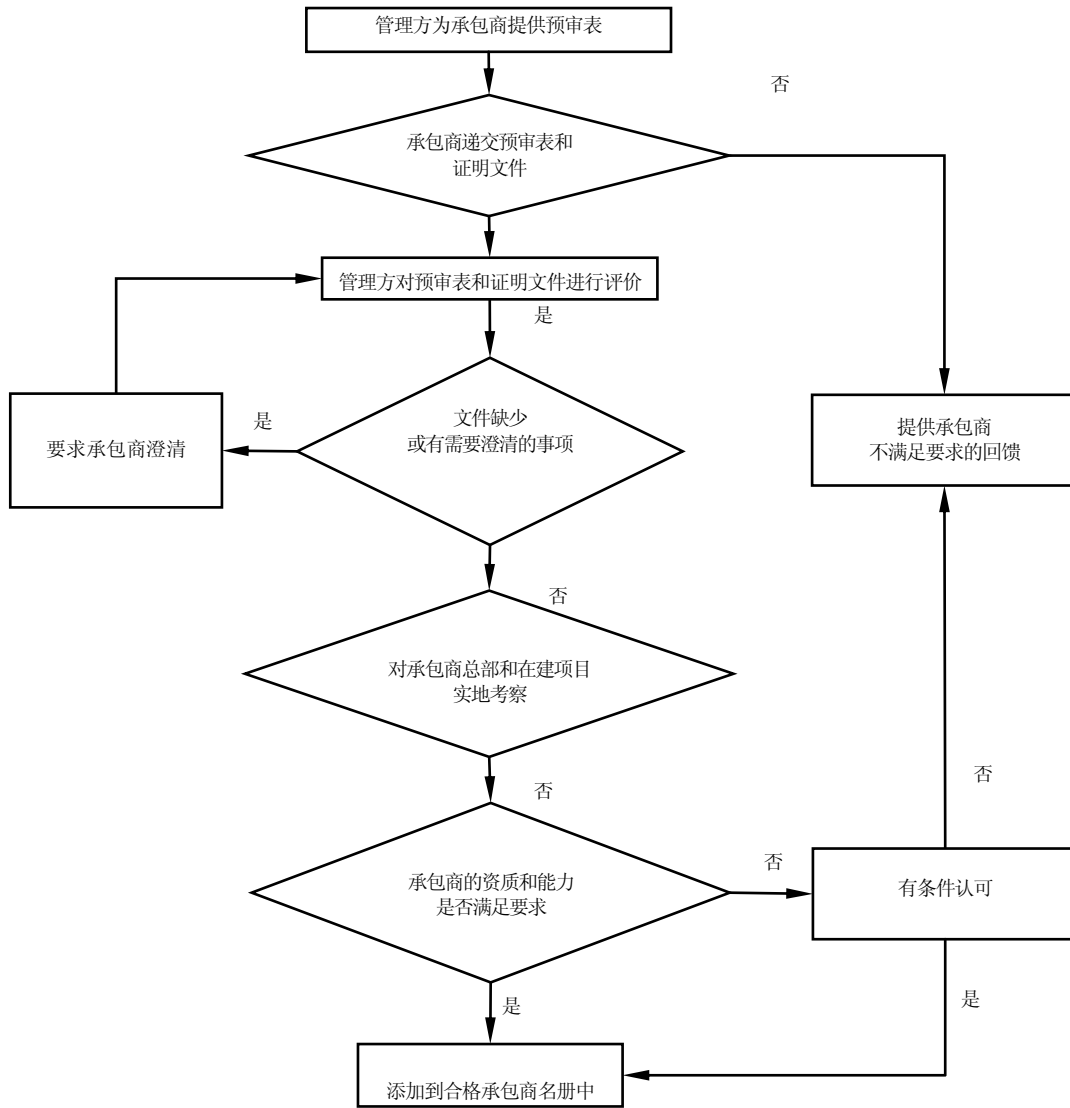 管理方为承包商提供预审表
否
承包商递交预审表和
证明文件
管理方对预审表和证明文件进行评价
是
文件缺少
或有需要澄清的事项
是
要求承包商澄清
提供承包商
不满足要求的回馈
否
对承包商总部和在建项目
实地考察
否
否
承包商的资质和能力
是否满足要求
否
有条件认可
是
是
添加到合格承包商名册中